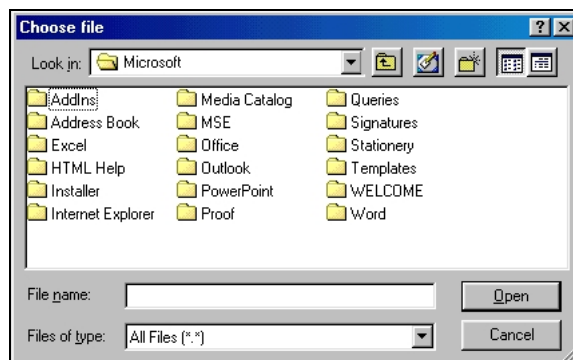 Choose file
Look in: Microsoft
AddIns Media Catalog Queries
Address Book MSE Signatures
Excel Office Stationery
HTML Help Outlook Templates
Installer PowerPoint WELCOME
Internet Explorer Proof Word
File name: Open
Files of type: All Files (*.*) Cancel